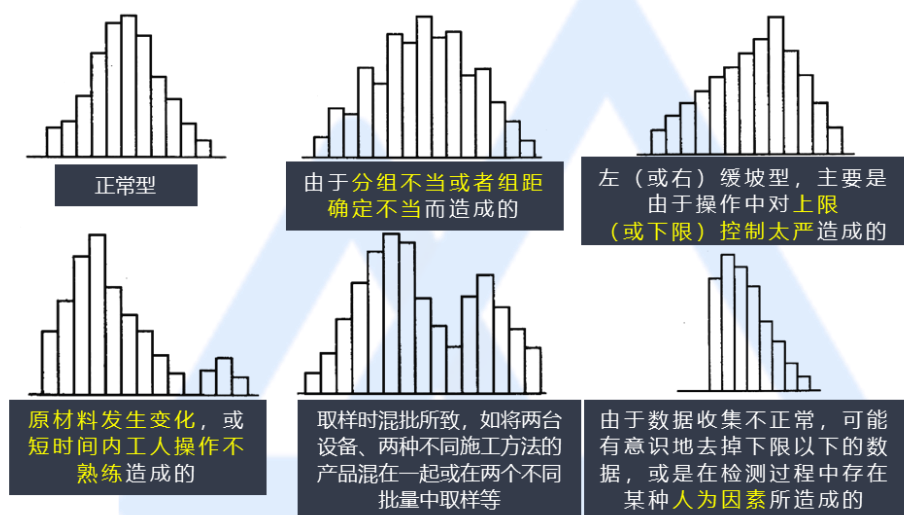 正常型
由于分组不当或者组距
确定不当而造成的
左（或右）缓坡型，主要是
由于操作中对上限
（或下限）控制太严造成的
原材料发生变化，或
短时间内工人操作不
熟练造成的
取样时混批所致，如将两台
设备、两种不同施工方法的
产品混在一起或在两个不同
批量中取样等
由于数据收集不正常，可能
有意识地去掉下限以下的数
据，或是在检测过程中存在
某种人为因素所造成的